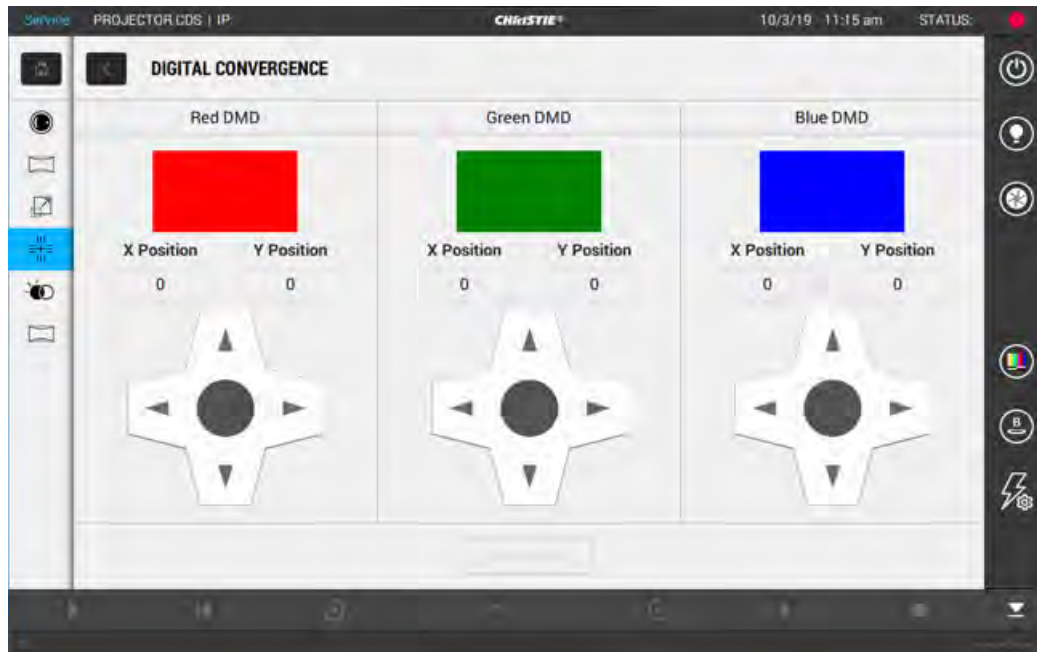 Service PROJECTOR.CDS | IP: CHRISTIE® 10/3/19 11:15 am STATUS:
DIGITAL CONVERGENCE
Red DMD Green DMD Blue DMD
X Position Y Position X Position Y Position X Position Y Position
0 0 0 0 0 0
B